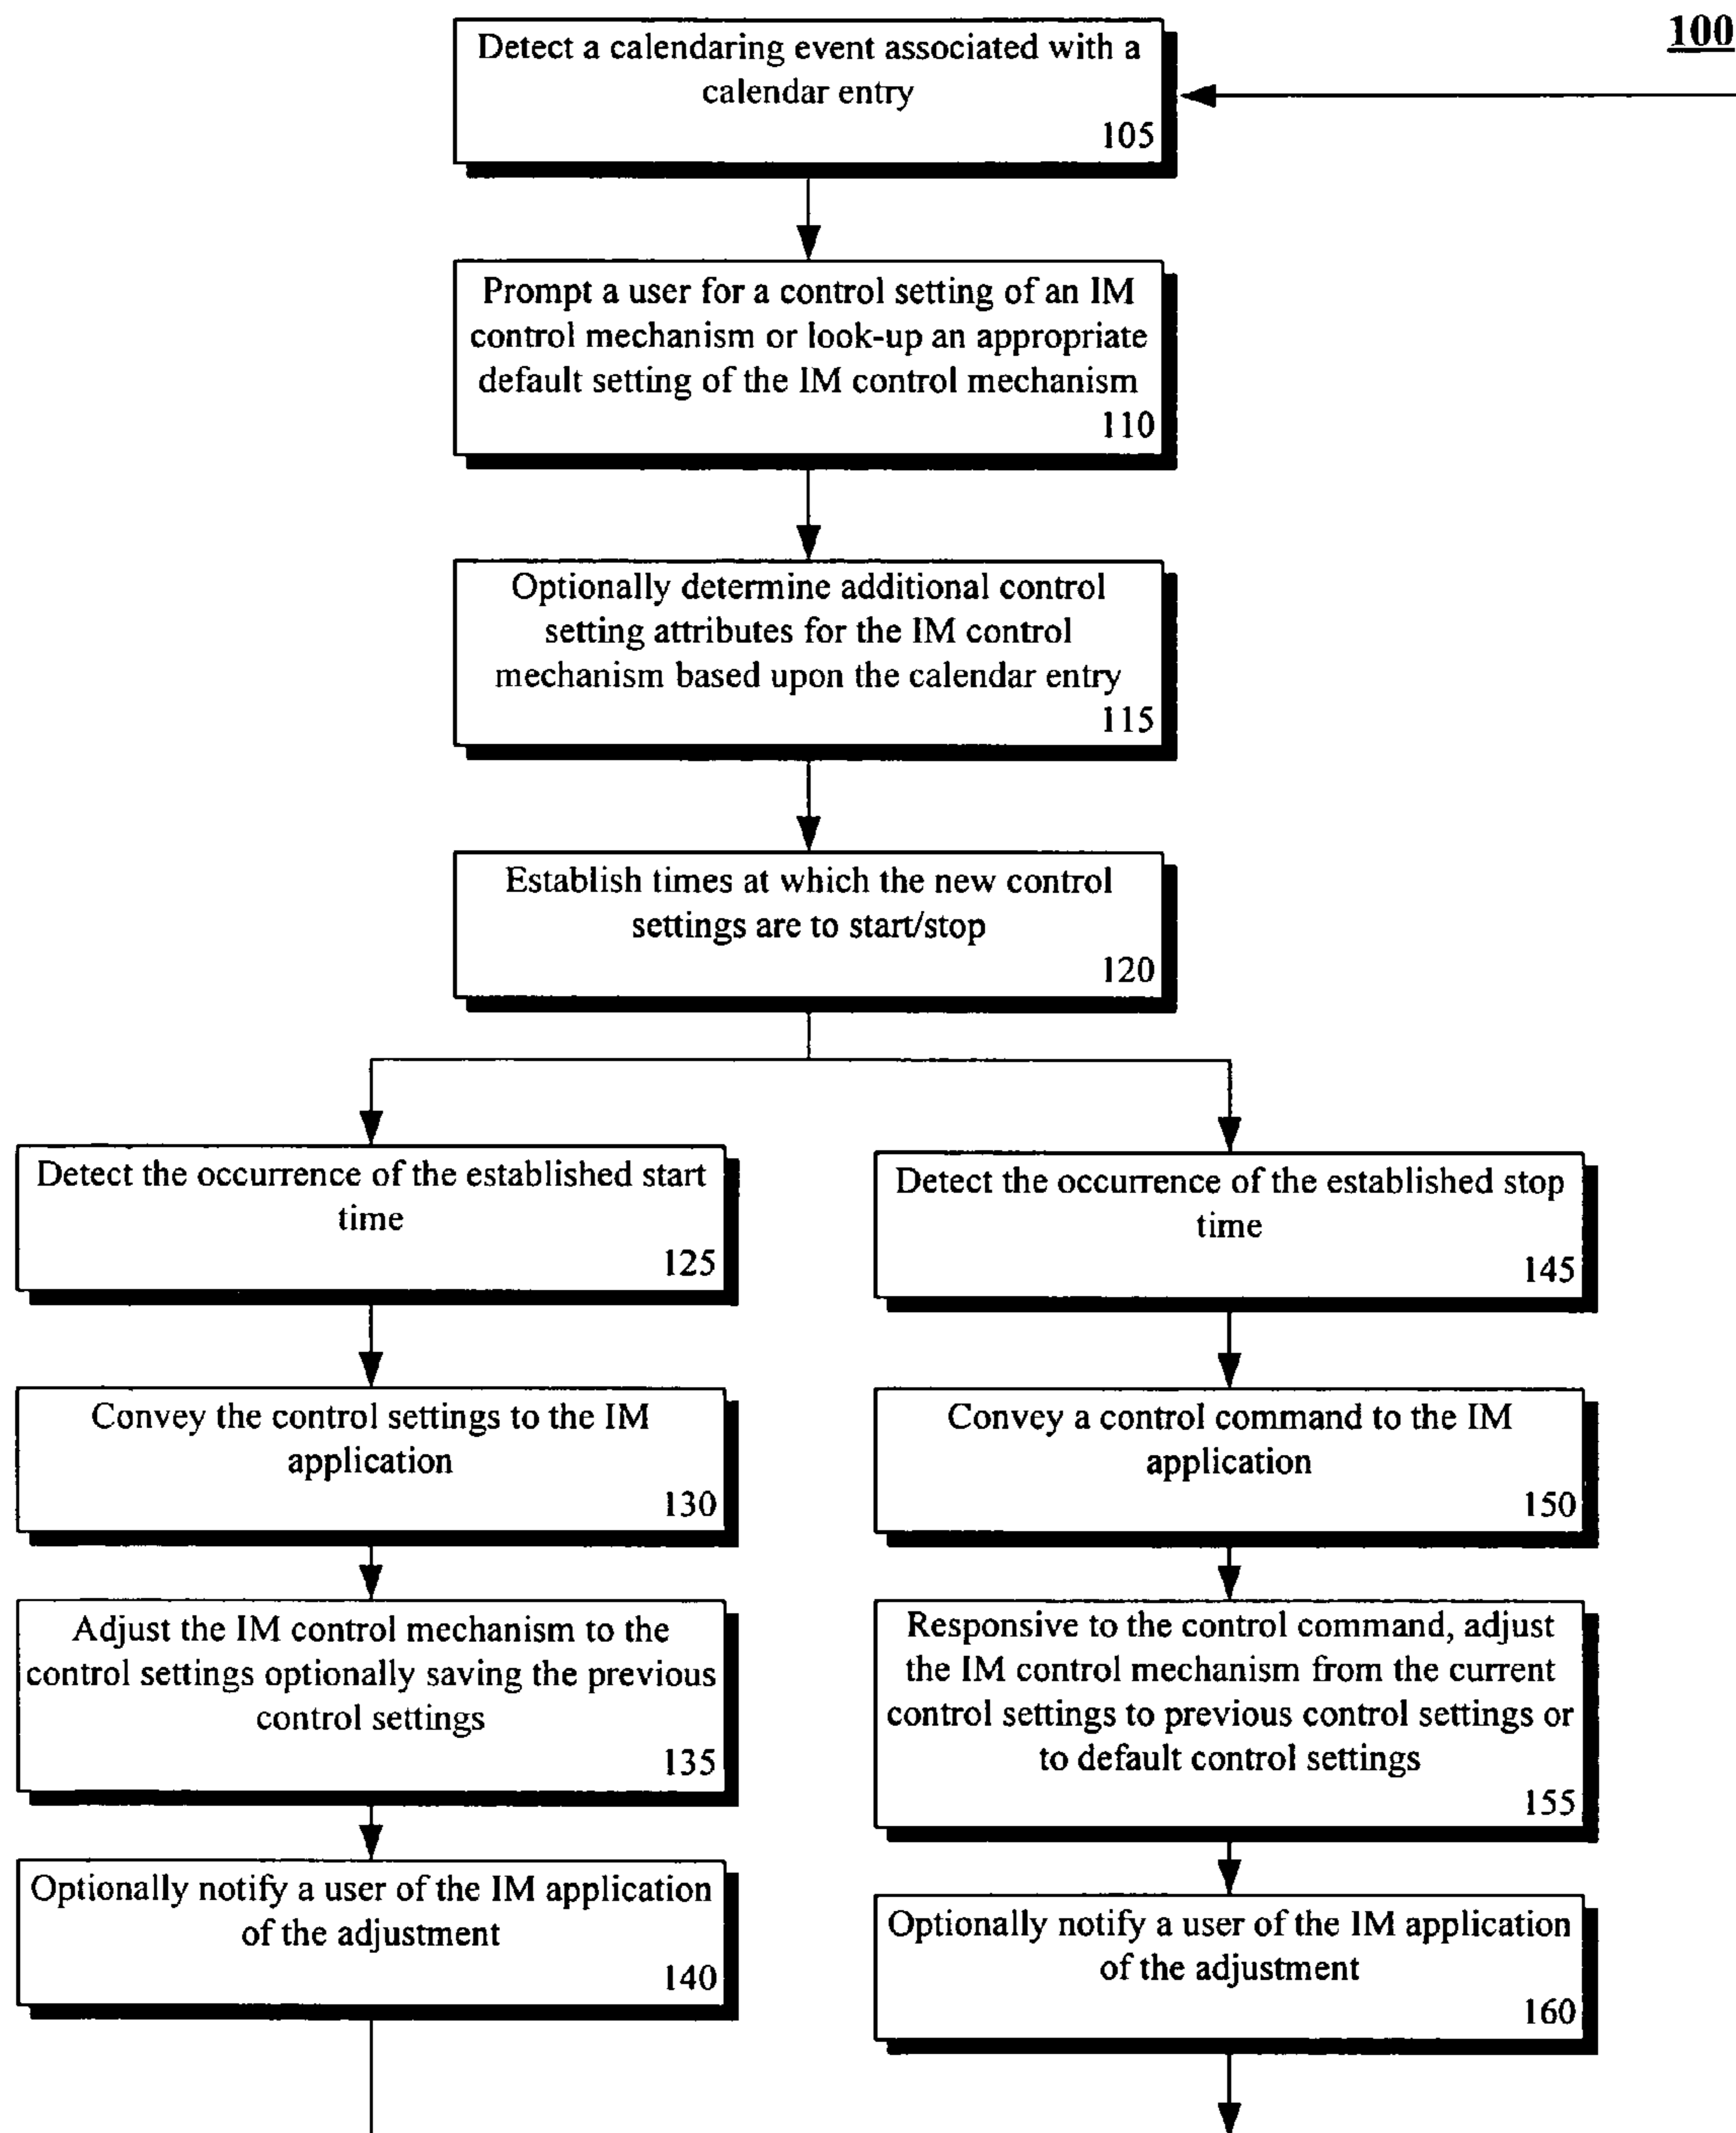 100
Detect a calendaring event associated with a
calendar entry
105
Prompt a user for a control setting of an IM
control mechanism or look-up an appropriate
default setting of the IM control mechanism
110
Optionally determine additional control
setting attributes for the IM control
mechanism based upon the calendar entry
115
Establish times at which the new control
settings are to start/stop
120
Detect the occurrence of the established start
time
125
Convey the control settings to the IM
application
130
Adjust the IM control mechanism to the
control settings optionally saving the previous
control settings
135
Optionally notify a user of the IM application
of the adjustment
140
Detect the occurrence of the established stop
time
145
Convey a control command to the IM
application
150
Responsive to the control command, adjust
the IM control mechanism from the current
control settings to previous control settings or
to default control settings
155
Optionally notify a user of the IM application
of the adjustment
160